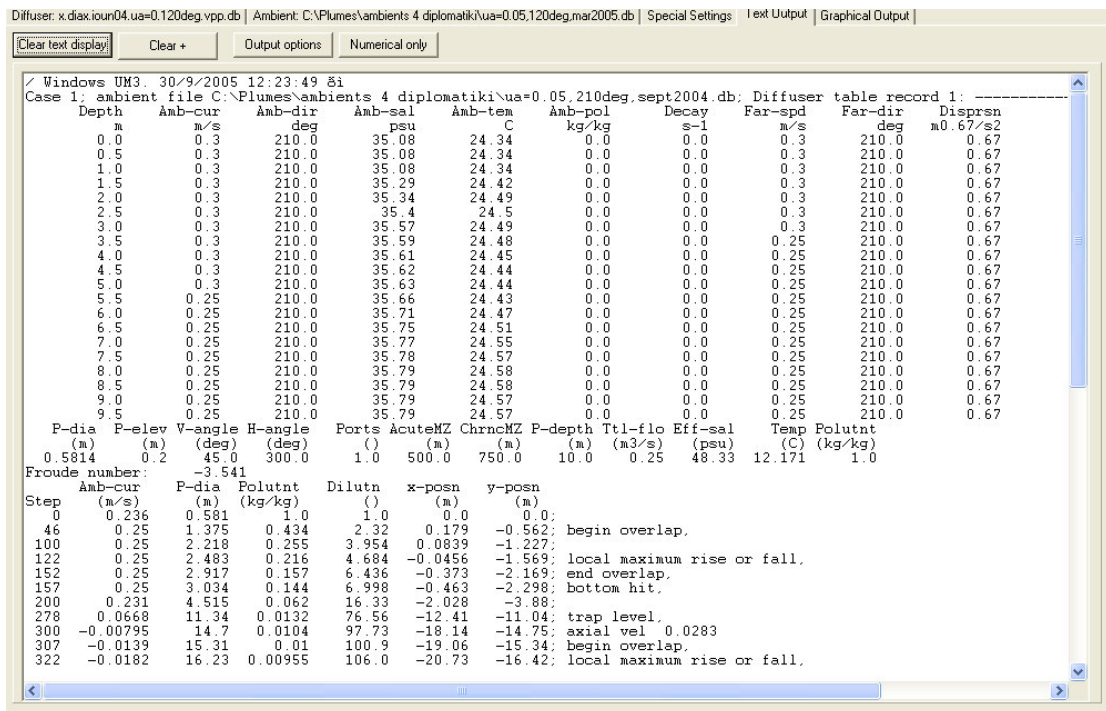 Diffuser: x.diax.ioun04.ua=0.120deg.vpp.db | Ambient: C:\Plumes\ambients 4 diplomatiki\ua=0.05,120deg,mar2005.db | Special Settings | Text Output | Graphical Output |
Clear text display Clear + Output options Numerical only
/ Windows UM3. 30/9/2005 12:23:49 ðì
Case 1; ambient file C:\Plumes\ambients 4 diplomatiki\ua=0.05,210deg,sept2004.db; Diffuser table record 1: -----------
Depth Amb-cur Amb-dir Amb-sal Amb-tem Amb-pol Decay Far-spd Far-dir Disprsn
m m/s deg psu C kg/kg s-1 m/s deg m0.67/s2
0.0 0.3 210.0 35.08 24.34 0.0 0.0 0.3 210.0 0.67
0.5 0.3 210.0 35.08 24.34 0.0 0.0 0.3 210.0 0.67
1.0 0.3 210.0 35.08 24.34 0.0 0.0 0.3 210.0 0.67
1.5 0.3 210.0 35.29 24.42 0.0 0.0 0.3 210.0 0.67
2.0 0.3 210.0 35.34 24.49 0.0 0.0 0.3 210.0 0.67
2.5 0.3 210.0 35.4 24.5 0.0 0.0 0.3 210.0 0.67
3.0 0.3 210.0 35.57 24.49 0.0 0.0 0.3 210.0 0.67
3.5 0.3 210.0 35.59 24.48 0.0 0.0 0.25 210.0 0.67
4.0 0.3 210.0 35.61 24.45 0.0 0.0 0.25 210.0 0.67
4.5 0.3 210.0 35.62 24.44 0.0 0.0 0.25 210.0 0.67
5.0 0.3 210.0 35.63 24.44 0.0 0.0 0.25 210.0 0.67
5.5 0.25 210.0 35.66 24.43 0.0 0.0 0.25 210.0 0.67
6.0 0.25 210.0 35.71 24.47 0.0 0.0 0.25 210.0 0.67
6.5 0.25 210.0 35.75 24.51 0.0 0.0 0.25 210.0 0.67
7.0 0.25 210.0 35.77 24.55 0.0 0.0 0.25 210.0 0.67
7.5 0.25 210.0 35.78 24.57 0.0 0.0 0.25 210.0 0.67
8.0 0.25 210.0 35.79 24.58 0.0 0.0 0.25 210.0 0.67
8.5 0.25 210.0 35.79 24.58 0.0 0.0 0.25 210.0 0.67
9.0 0.25 210.0 35.79 24.57 0.0 0.0 0.25 210.0 0.67
9.5 0.25 210.0 35.79 24.57 0.0 0.0 0.25 210.0 0.67
P-dia P-elev V-angle H-angle Ports AcuteMZ ChrncMZ P-depth Ttl-flo Eff-sal Temp Polutnt
(m) (m) (deg) (deg) () (m) (m) (m) (m3/s) (psu) (C) (kg/kg)
0.5814 0.2 45.0 300.0 1.0 500.0 750.0 10.0 0.25 48.33 12.171 1.0
Froude number: -3.541
Amb-cur P-dia Polutnt Dilutn x-posn y-posn
Step (m/s) (m) (kg/kg) () (m) (m)
0 0.236 0.581 1.0 1.0 0.0 0.0;
46 0.25 1.375 0.434 2.32 0.179 -0.562; begin overlap,
100 0.25 2.218 0.255 3.954 0.0839 -1.227;
122 0.25 2.483 0.216 4.684 -0.0456 -1.569; local maximum rise or fall,
152 0.25 2.917 0.157 6.436 -0.373 -2.169; end overlap,
157 0.25 3.034 0.144 6.998 -0.463 -2.298; bottom hit,
200 0.231 4.515 0.062 16.33 -2.028 -3.88;
278 0.0668 11.34 0.0132 76.56 -12.41 -11.04; trap level,
300 -0.00795 14.7 0.0104 97.73 -18.14 -14.75; axial vel 0.0283
307 -0.0139 15.31 0.01 100.9 -19.06 -15.34; begin overlap,
322 -0.0182 16.23 0.00955 106.0 -20.73 -16.42; local maximum rise or fall,